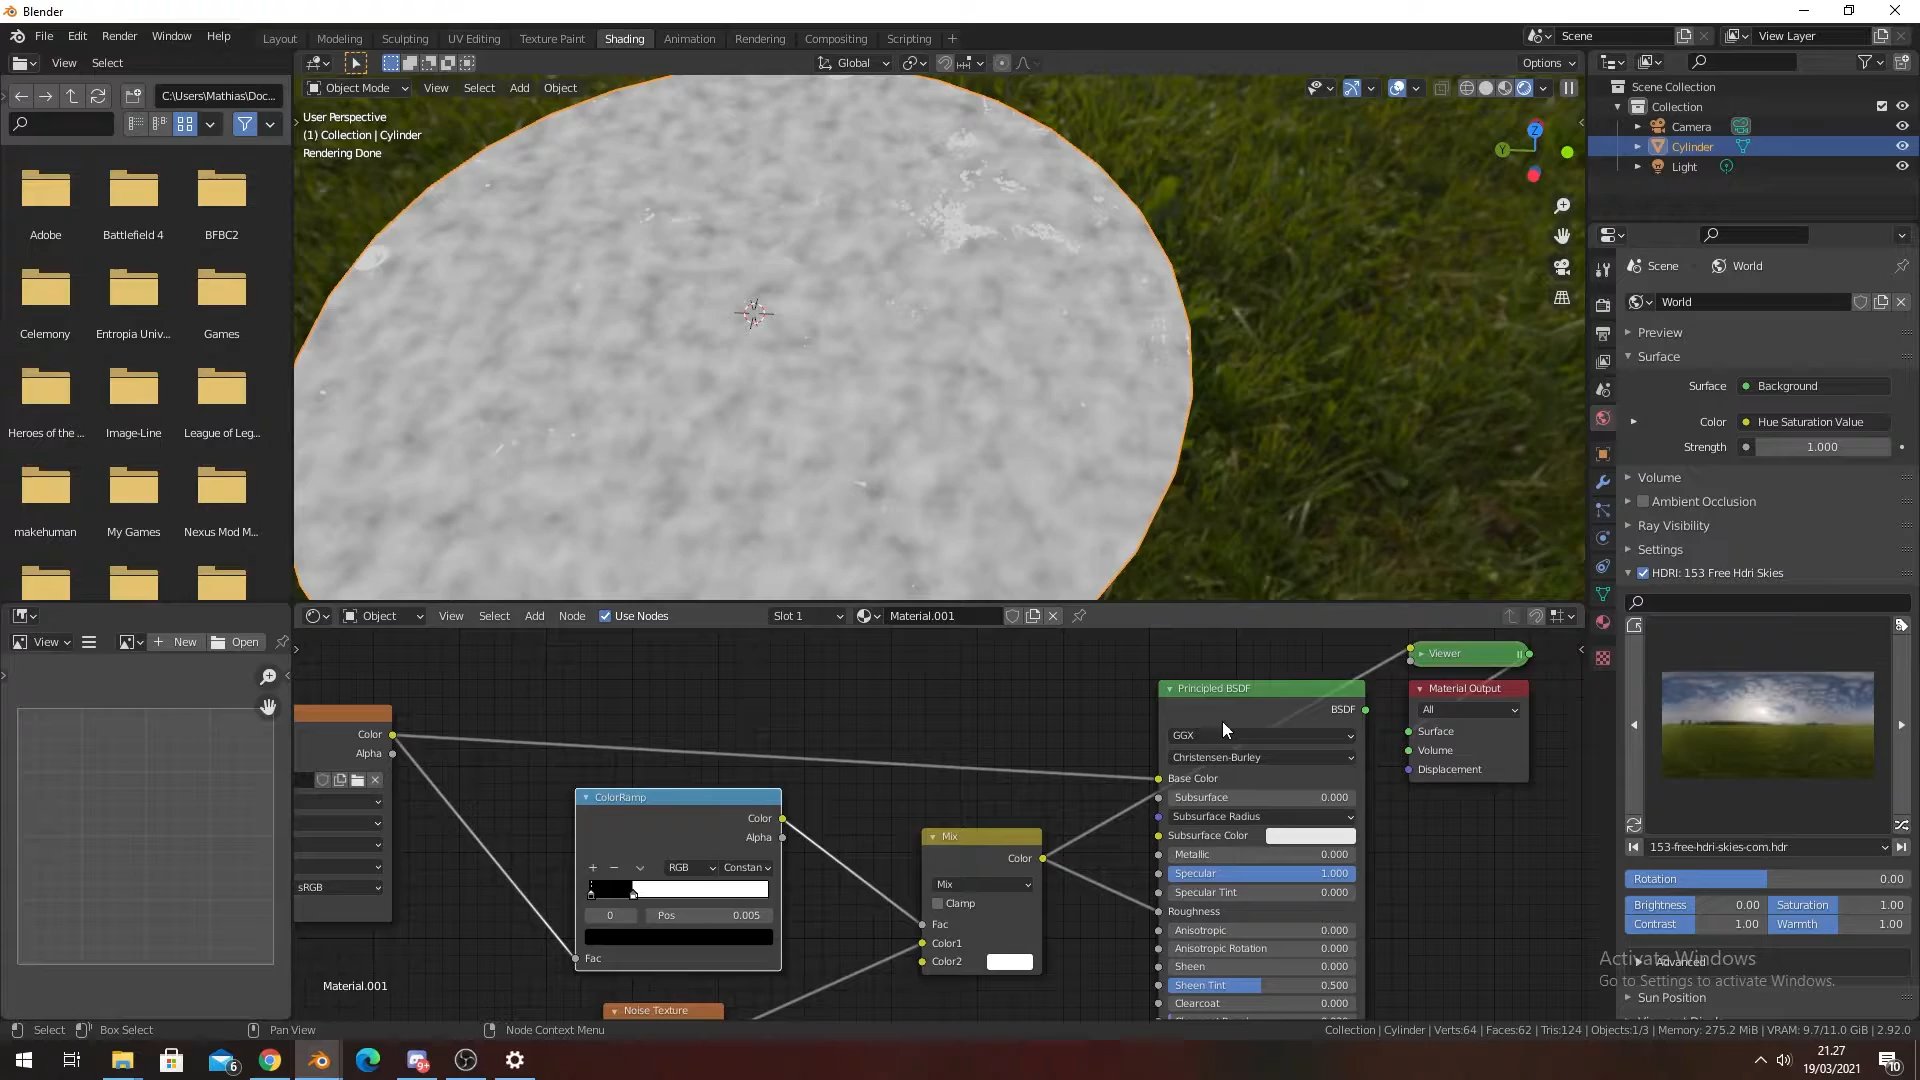 Blender
File Edit Render Window Help
Layout Modeling Sculpting UV Editing Texture Paint Shading Animation Rendering Compositing Scripting +
Scene
View Layer
View Select
Global
Options
C:\Users\Mathias\Doc...
Object Mode View Select Add Object
User Perspective
(1) Collection | Cylinder
Rendering Done
Z
Y
Adobe
Battlefield 4
BFBC2
Celemony
Entropia Univ...
Games
Heroes of the ...
Image-Line
League of Leg...
makehuman
My Games
Nexus Mod M...
Scene Collection
Collection
Camera
Cylinder
Light
Scene
World
World
Preview
Surface
Surface
Background
Color
Hue Saturation Value
Strength
1.000
Volume
Ambient Occlusion
Ray Visibility
Settings
HDRI: 153 Free Hdri Skies
153-free-hdri-skies-com.hdr
Rotation 0.00
Brightness 0.00 Saturation 1.00
Contrast 1.00 Warmth 1.00
Advanced
Sun Position
Activate Windows
Go to Settings to activate Windows.
View
New
Open
Object View Select Add Node Use Nodes Slot 1 Material.001
Color
Alpha
sRGB
Material.001
ColorRamp
Color
Alpha
RGB
Constan
0
Pos 0.005
Fac
Noise Texture
Mix
Color
Mix
Clamp
Fac
Color1
Color2
Principled BSDF
BSDF
GGX
Christensen-Burley
Base Color
Subsurface 0.000
Subsurface Radius
Subsurface Color
Metallic 0.000
Specular 1.000
Specular Tint 0.000
Roughness
Anisotropic 0.000
Anisotropic Rotation 0.000
Sheen 0.000
Sheen Tint 0.500
Clearcoat 0.000
Viewer
Material Output
All
Surface
Volume
Displacement
Select
Box Select
Pan View
Node Context Menu
Collection | Cylinder | Verts:64 | Faces:62 | Tris:124 | Objects:1/3 | Memory: 275.2 MiB | VRAM: 9.7/11.0 GiB | 2.92.0
6
9+
21.27
19/03/2021
10